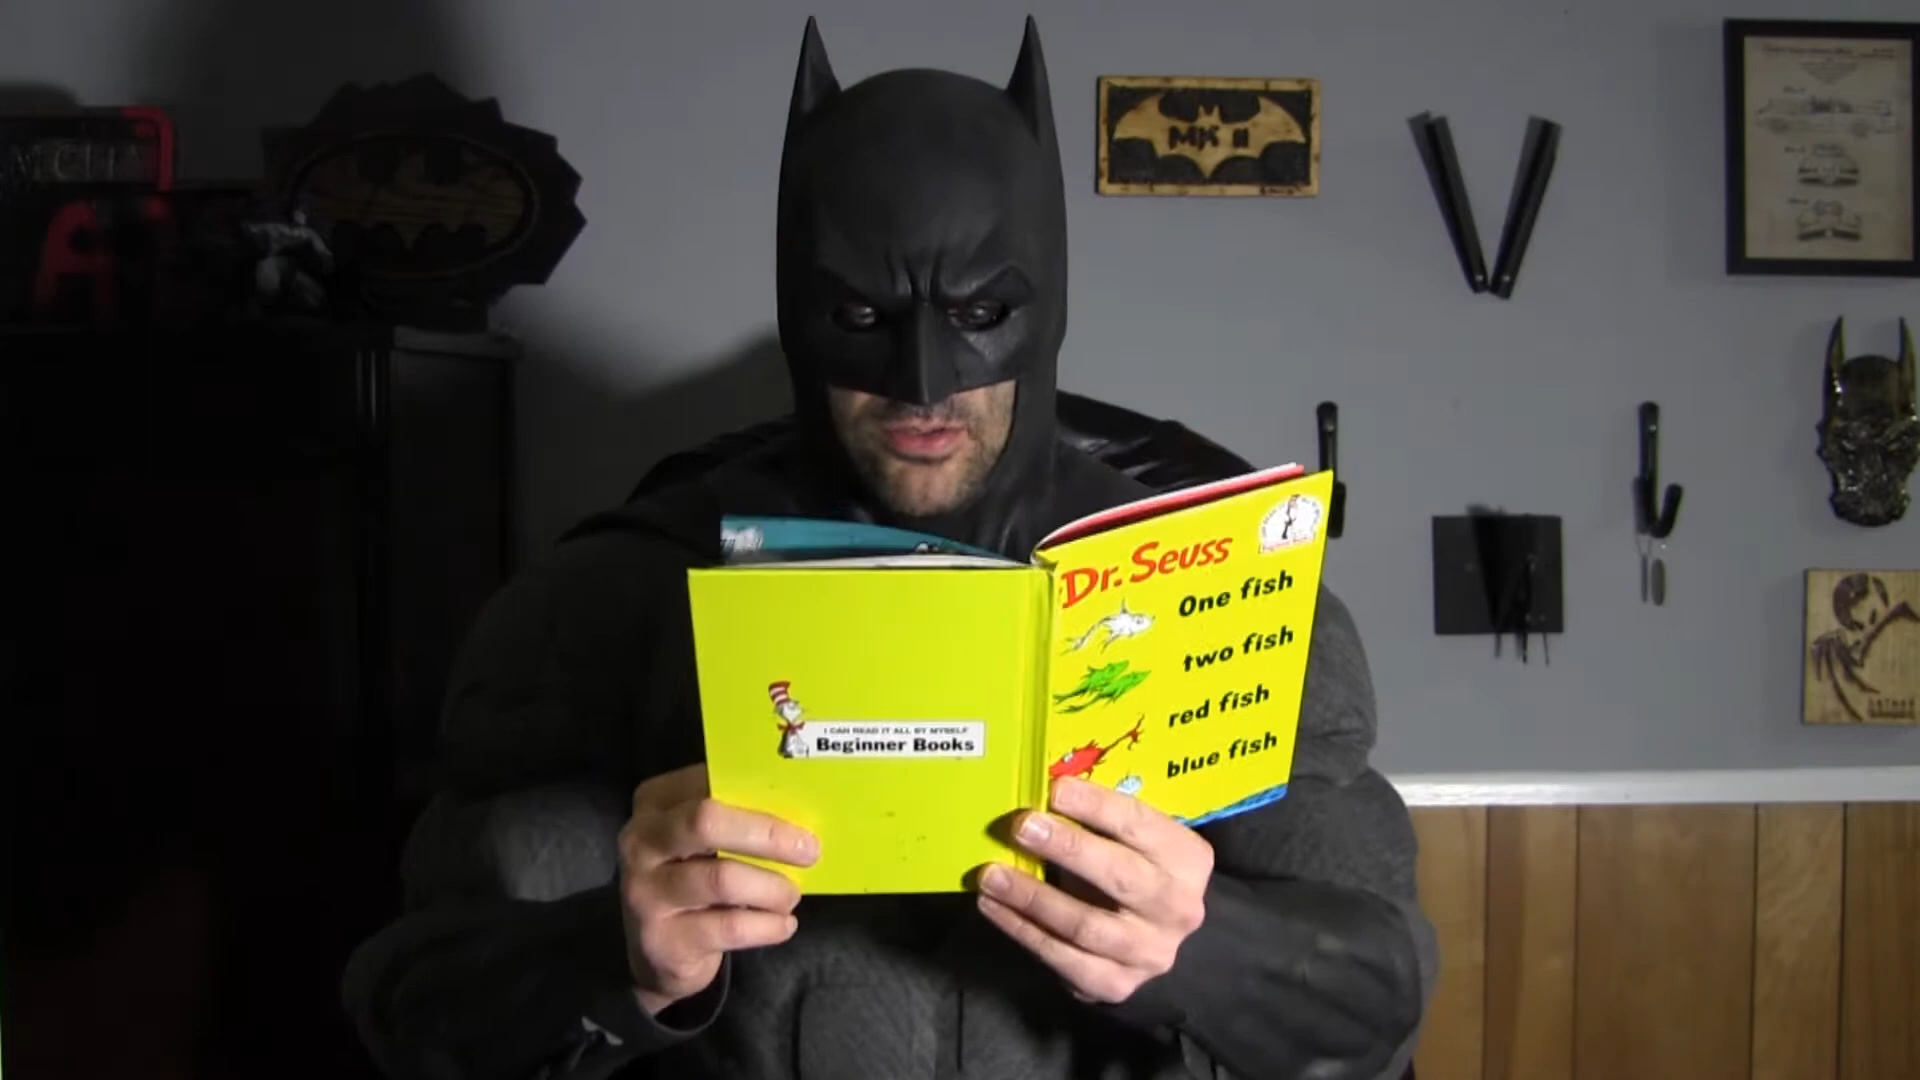 MK II
Dr. Seuss
One fish
two fish
red fish
blue fish
I CAN READ IT ALL BY MYSELF
Beginner Books